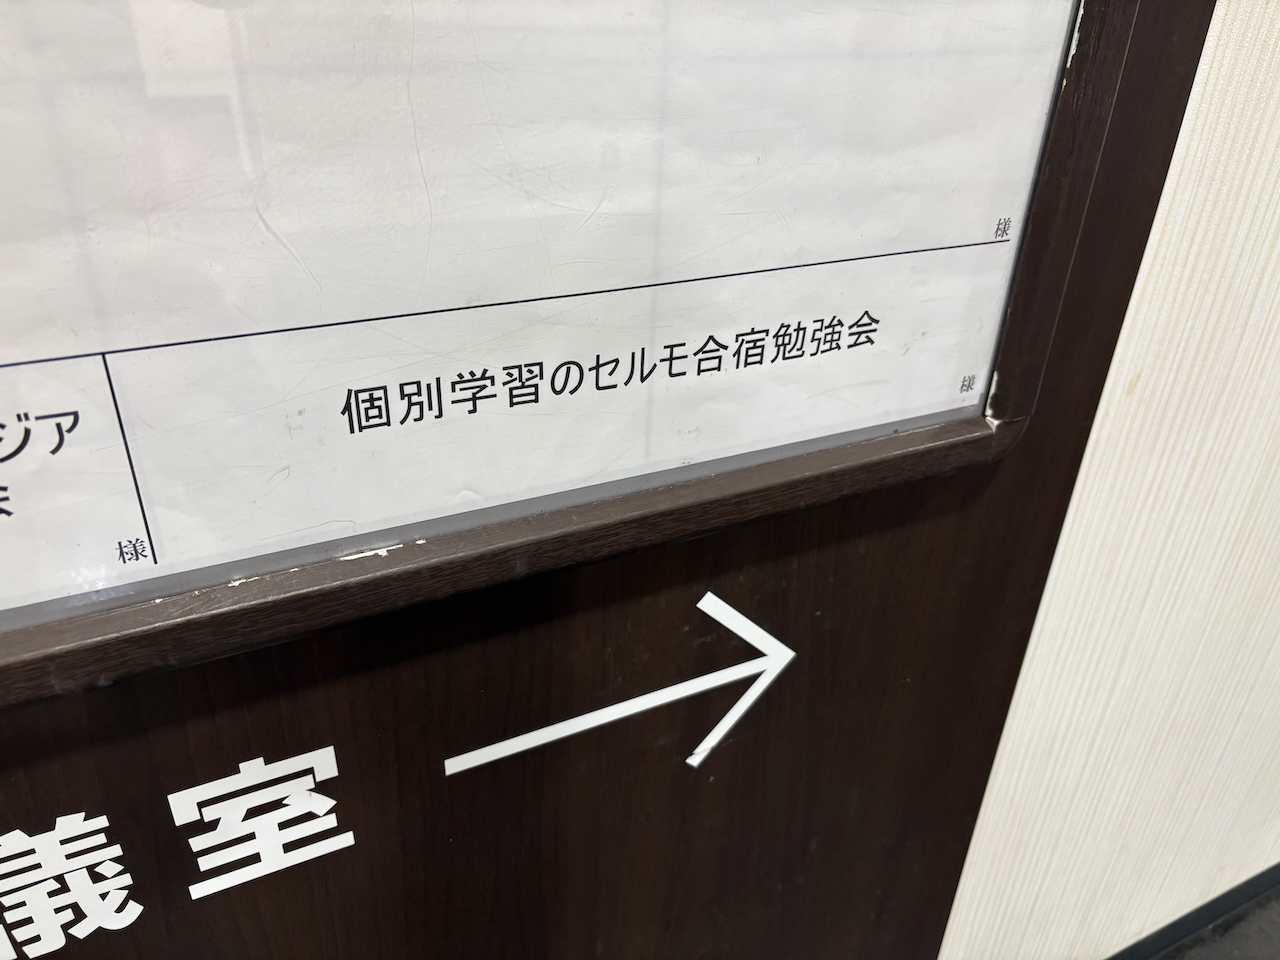 様
個別学習のセルモ合宿勉強会
様
ジア
様
議室